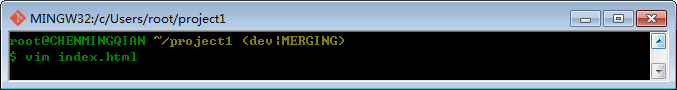 MINGW32:/c/Users/root/project1
root@CHENMINGQIAN ~/project1 (dev|MERGING)
$ vim index.html